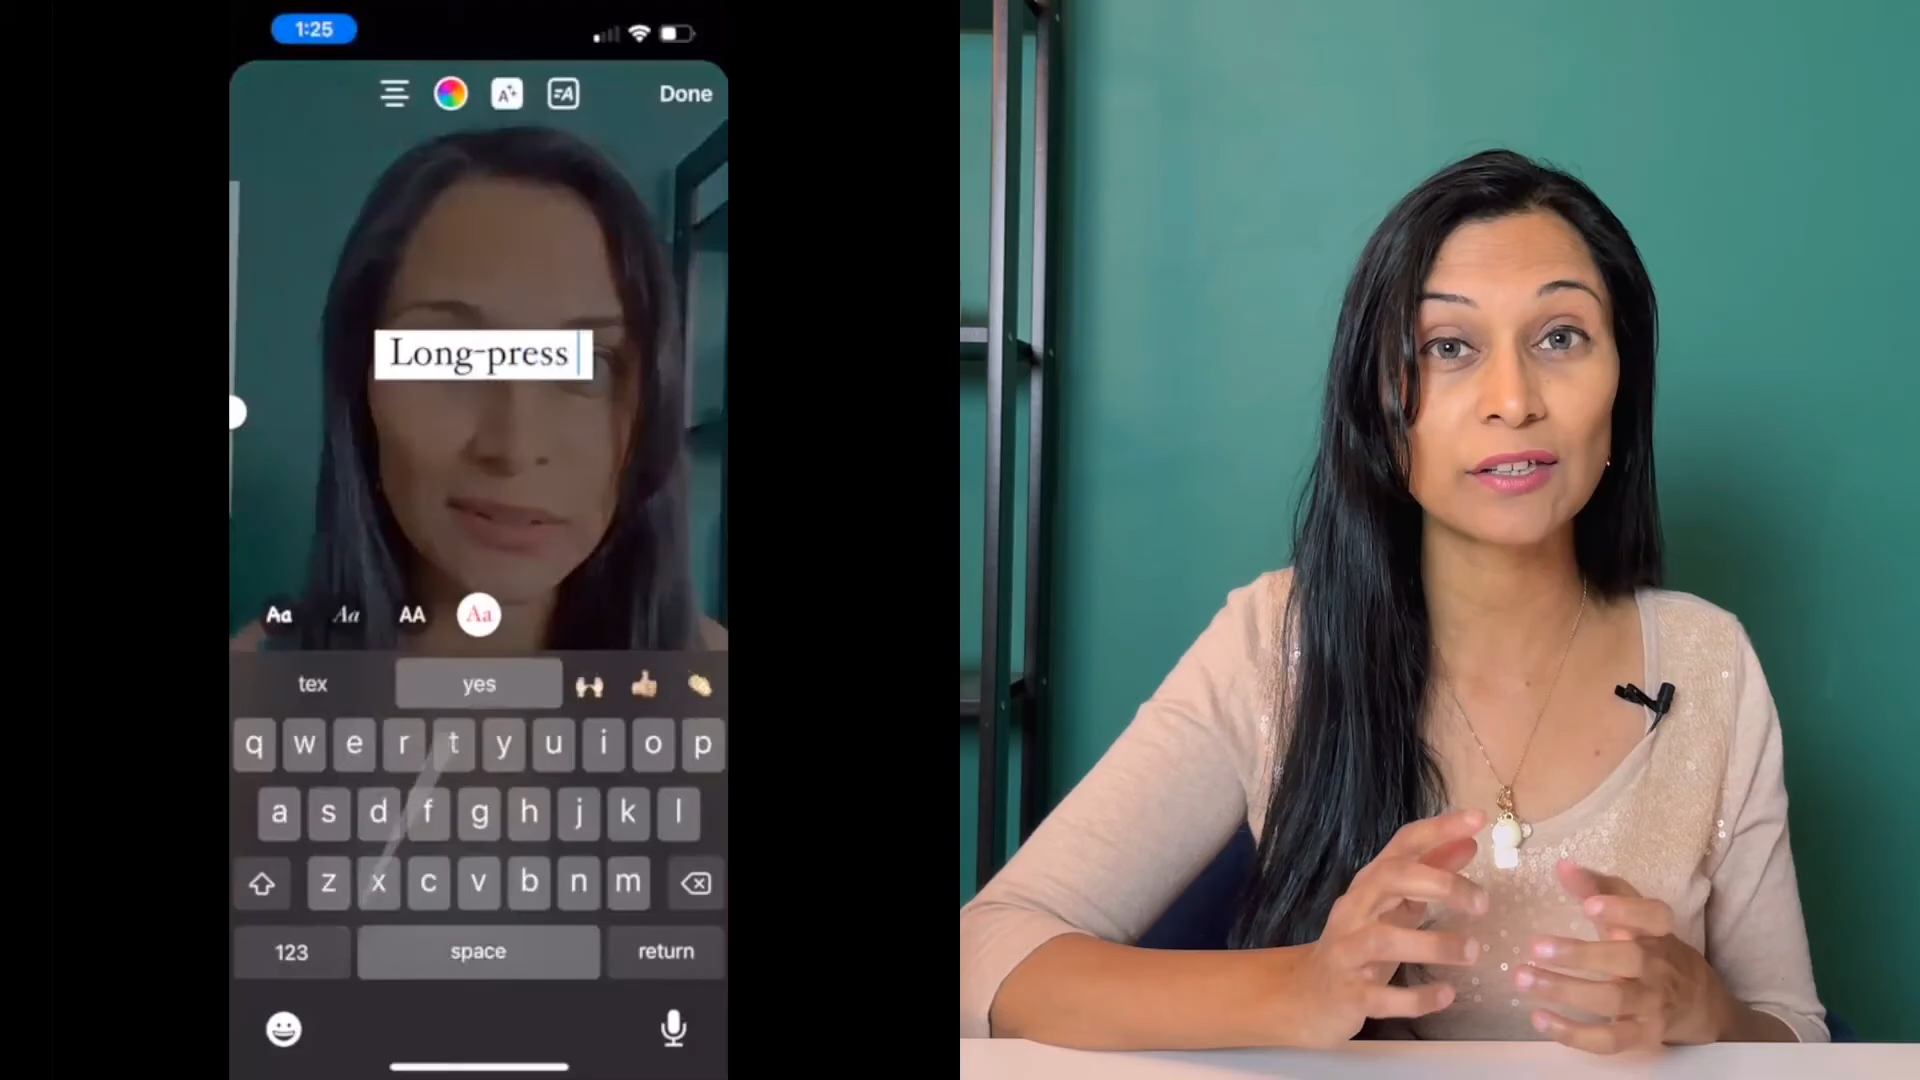 1:25
Done
Long-press
Aa Aa AA Aa
tex yes
q w e r t y u i o p
a s d f g h j k l
z x c v b n m
123 space return